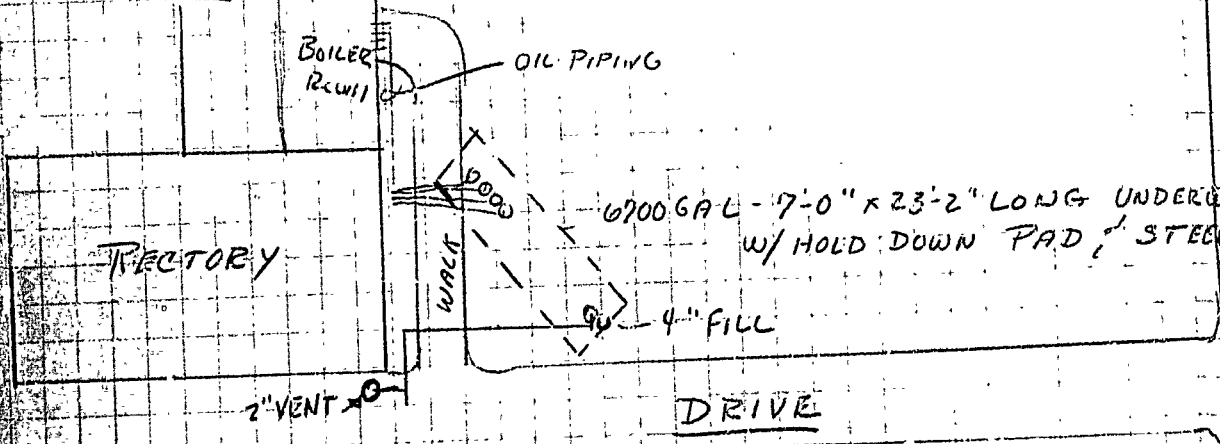 BOILER
ROOM
OIL PIPING
6700 GAL - 7'-0" x 23'-2" LONG
W/ HOLD DOWN PAD &
RECTORY
WALK
4" FILL
2" VENT
DRIVE